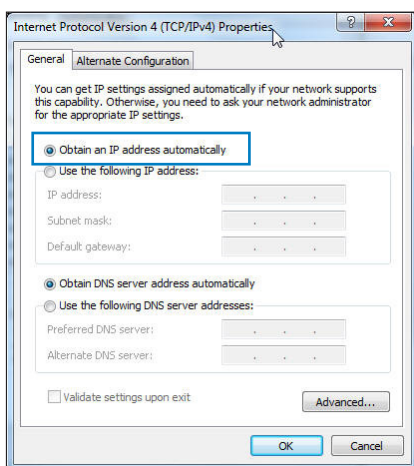 Internet Protocol Version 4 (TCP/IPv4) Properties
General
Alternate Configuration
You can get IP settings assigned automatically if your network supports
this capability. Otherwise, you need to ask your network administrator
for the appropriate IP settings.
Obtain an IP address automatically
Use the following IP address:
IP address:
Subnet mask:
Default gateway:
Obtain DNS server address automatically
Use the following DNS server addresses:
Preferred DNS server:
Alternate DNS server:
Validate settings upon exit
Advanced...
OK
Cancel